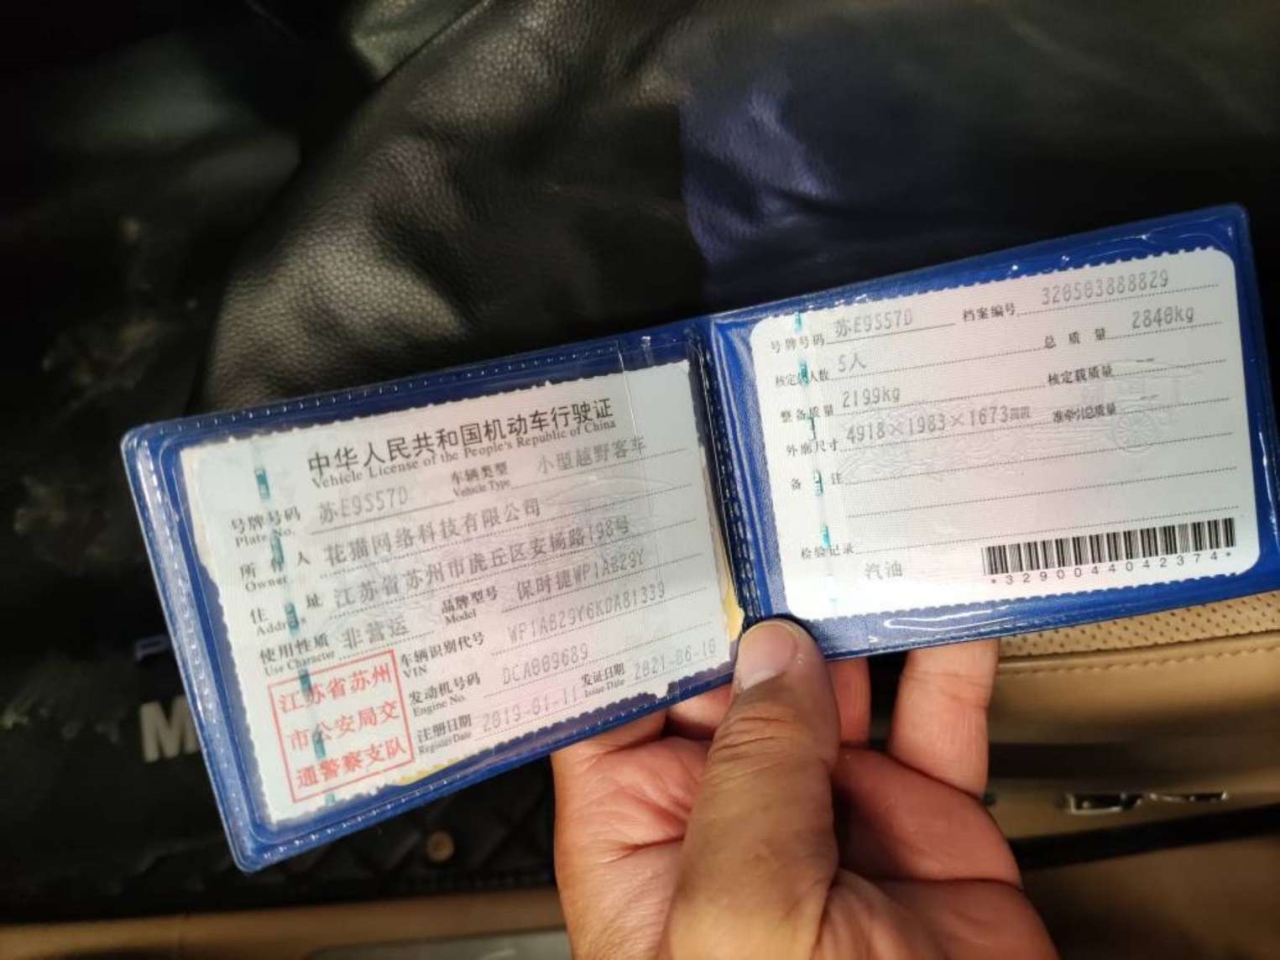 中华人民共和国机动车行驶证
Vehicle License of the People's Republic of China
号牌号码 苏E9S57D 车辆类型 小型越野客车
Plate No. Vehicle Type
所有人 花猫网络科技有限公司
Owner
住址 江苏省苏州市虎丘区安杨路198号
Address
使用性质 非营运 品牌型号 保时捷WP1AB29Y
Use Character Model
车辆识别代号 WP1AB29Y6KDA81339
VIN
发动机号码 DCA009689
Engine No.
注册日期 2019-01-11 发证日期 2021-06-10
Register Date Issue Date
江苏省苏州
市公安局交
通警察支队
号牌号码 苏E9S57D 档案编号 320503888829
核定载人数 5人 总质量 2840kg
整备质量 2199kg 核定载质量 --
外廓尺寸 4918×1983×1673mm 准牵引总质量 --
备注
检验记录
汽油
*3290044042374*
M